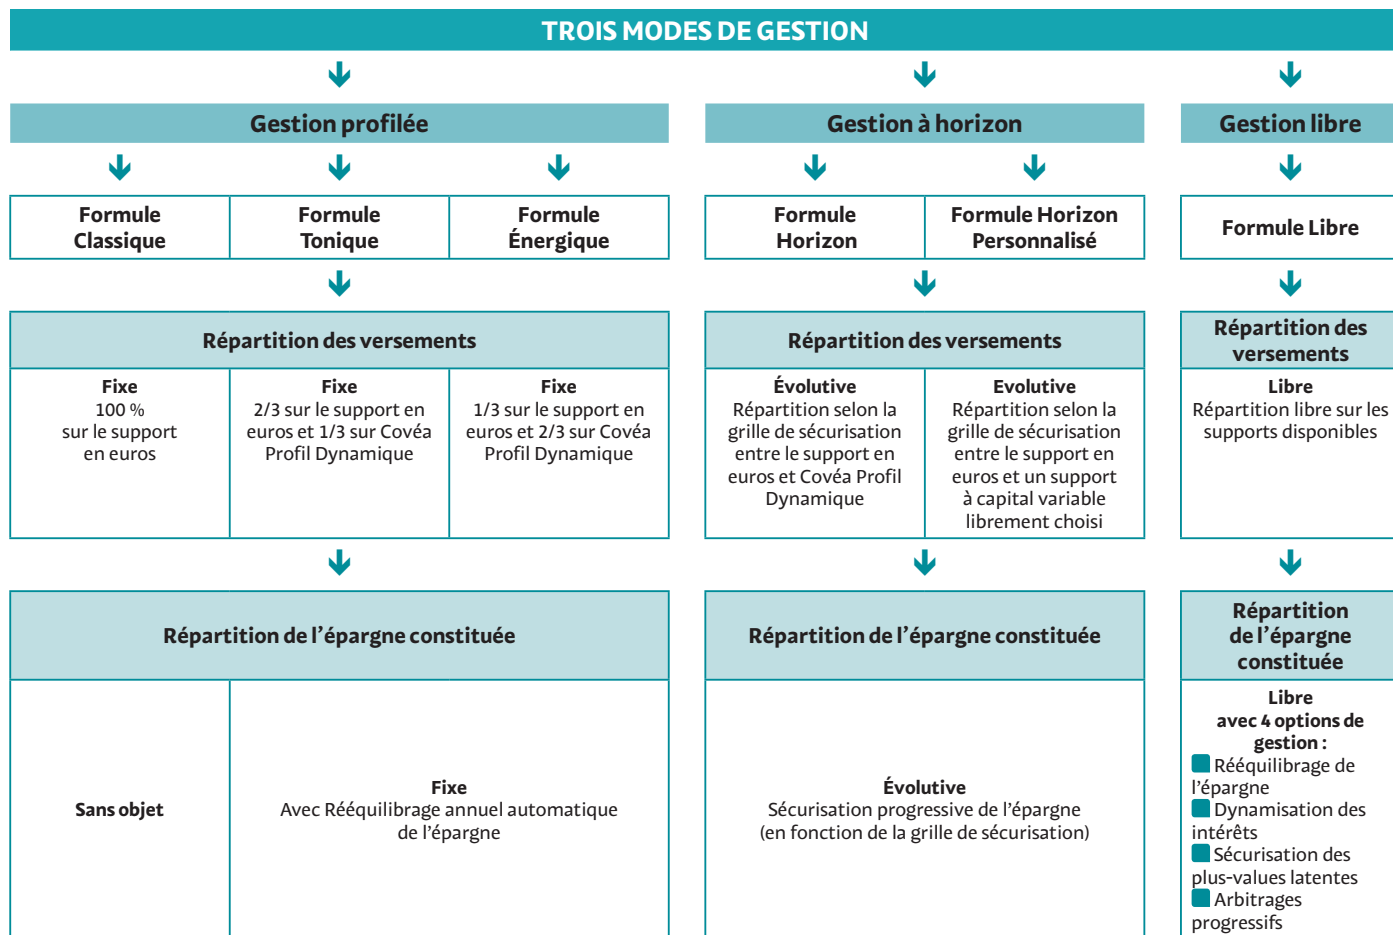 TROIS MODES DE GESTION
Gestion profilée
Gestion à horizon
Gestion libre
Formule
Classique
Formule
Tonique
Formule
Énergique
Formule
Horizon
Formule Horizon
Personnalisé
Formule Libre
Répartition des versements
Répartition des versements
Répartition des
versements
Fixe
100 %
sur le support
en euros
Fixe
2/3 sur le support en
euros et 1/3 sur Covéa
Profil Dynamique
Fixe
1/3 sur le support en
euros et 2/3 sur Covéa
Profil Dynamique
Évolutive
Répartition selon la
grille de sécurisation
entre le support en
euros et Covéa Profil
Dynamique
Evolutive
Répartition selon la
grille de sécurisation
entre le support en
euros et un support
à capital variable
librement choisi
Libre
Répartition libre sur les
supports disponibles
Répartition de l'épargne constituée
Répartition de l'épargne constituée
Répartition
de l'épargne
constituée
Sans objet
Fixe
Avec Rééquilibrage annuel automatique
de l'épargne
Évolutive
Sécurisation progressive de l'épargne
(en fonction de la grille de sécurisation)
Libre
avec 4 options de
gestion :
Rééquilibrage de
l'épargne
Dynamisation des
intérêts
Sécurisation des
plus-values latentes
Arbitrages
progressifs